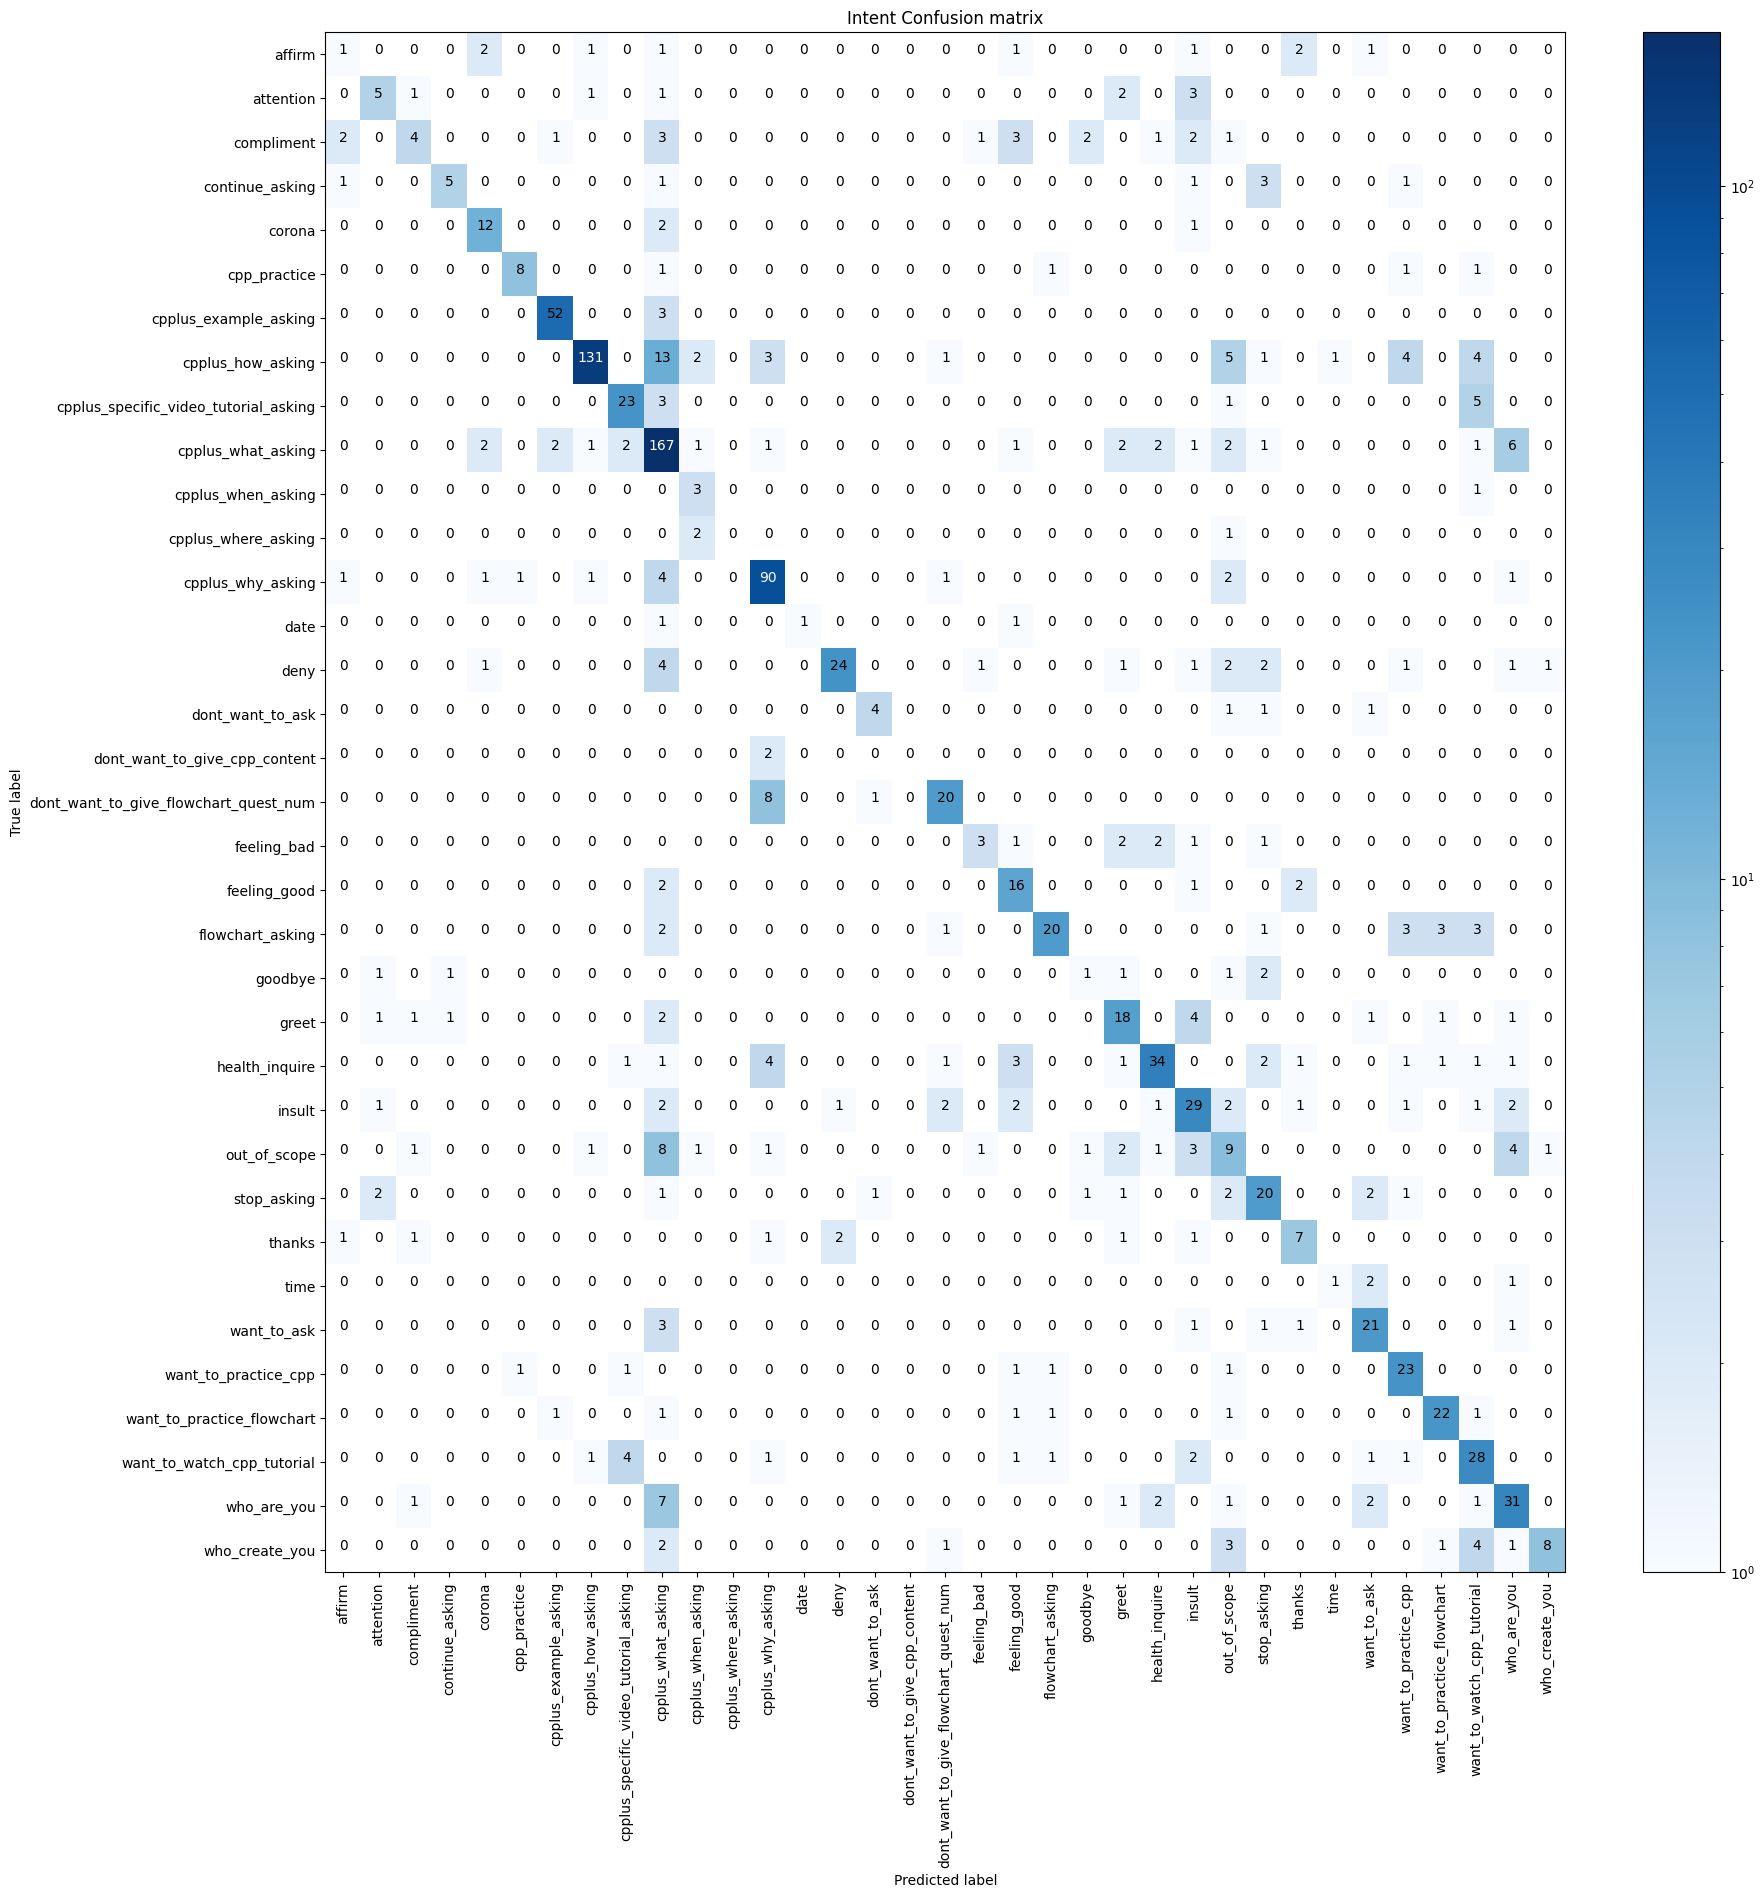 Intent Confusion matrix
affirm 1 0 0 0 2 0 0 1 0 1 0 0 0 0 0 0 0 0 0 1 0 0 0 0 1 0 0 2 0 1 0 0 0 0 0
attention 0 5 1 0 0 0 0 1 0 1 0 0 0 0 0 0 0 0 0 0 0 0 2 0 3 0 0 0 0 0 0 0 0 0 0
compliment 2 0 4 0 0 0 1 0 0 3 0 0 0 0 0 0 0 0 1 3 0 2 0 1 2 1 0 0 0 0 0 0 0 0 0
continue_asking 1 0 0 5 0 0 0 0 0 1 0 0 0 0 0 0 0 0 0 0 0 0 0 0 1 0 3 0 0 0 1 0 0 0 0
corona 0 0 0 0 12 0 0 0 0 2 0 0 0 0 0 0 0 0 0 0 0 0 0 0 1 0 0 0 0 0 0 0 0 0 0
cpp_practice 0 0 0 0 0 8 0 0 0 1 0 0 0 0 0 0 0 0 0 0 1 0 0 0 0 0 0 0 0 0 1 0 1 0 0
cpplus_example_asking 0 0 0 0 0 0 52 0 0 3 0 0 0 0 0 0 0 0 0 0 0 0 0 0 0 0 0 0 0 0 0 0 0 0 0
cpplus_how_asking 0 0 0 0 0 0 0 131 0 13 2 0 3 0 0 0 0 1 0 0 0 0 0 0 0 5 1 0 1 0 4 0 4 0 0
cpplus_specific_video_tutorial_asking 0 0 0 0 0 0 0 0 23 3 0 0 0 0 0 0 0 0 0 0 0 0 0 0 0 1 0 0 0 0 0 0 5 0 0
cpplus_what_asking 0 0 0 0 2 0 2 1 2 167 1 0 1 0 0 0 0 0 0 1 0 0 2 2 1 2 1 0 0 0 0 0 1 6 0
cpplus_when_asking 0 0 0 0 0 0 0 0 0 0 3 0 0 0 0 0 0 0 0 0 0 0 0 0 0 0 0 0 0 0 0 0 1 0 0
cpplus_where_asking 0 0 0 0 0 0 0 0 0 0 2 0 0 0 0 0 0 0 0 0 0 0 0 0 0 1 0 0 0 0 0 0 0 0 0
cpplus_why_asking 1 0 0 0 1 1 0 1 0 4 0 0 90 0 0 0 0 1 0 0 0 0 0 0 0 2 0 0 0 0 0 0 0 1 0
date 0 0 0 0 0 0 0 0 0 1 0 0 0 1 0 0 0 0 0 1 0 0 0 0 0 0 0 0 0 0 0 0 0 0 0
deny 0 0 0 0 1 0 0 0 0 4 0 0 0 0 24 0 0 0 1 0 0 0 1 0 1 2 2 0 0 0 1 0 0 1 1
dont_want_to_ask 0 0 0 0 0 0 0 0 0 0 0 0 0 0 0 4 0 0 0 0 0 0 0 0 0 1 1 0 0 1 0 0 0 0 0
dont_want_to_give_cpp_content 0 0 0 0 0 0 0 0 0 0 0 0 2 0 0 0 0 0 0 0 0 0 0 0 0 0 0 0 0 0 0 0 0 0 0
dont_want_to_give_flowchart_quest_num 0 0 0 0 0 0 0 0 0 0 0 0 8 0 0 1 0 20 0 0 0 0 0 0 0 0 0 0 0 0 0 0 0 0 0
feeling_bad 0 0 0 0 0 0 0 0 0 0 0 0 0 0 0 0 0 0 3 1 0 0 2 2 1 0 1 0 0 0 0 0 0 0 0
feeling_good 0 0 0 0 0 0 0 0 0 2 0 0 0 0 0 0 0 0 0 16 0 0 0 0 1 0 0 2 0 0 0 0 0 0 0
flowchart_asking 0 0 0 0 0 0 0 0 0 2 0 0 0 0 0 0 0 1 0 0 20 0 0 0 0 0 1 0 0 0 3 3 3 0 0
goodbye 0 1 0 1 0 0 0 0 0 0 0 0 0 0 0 0 0 0 0 0 0 1 1 0 0 1 2 0 0 0 0 0 0 0 0
greet 0 1 1 1 0 0 0 0 0 2 0 0 0 0 0 0 0 0 0 0 0 0 18 0 4 0 0 0 0 1 0 1 0 1 0
health_inquire 0 0 0 0 0 0 0 0 1 1 0 0 4 0 0 0 0 1 0 3 0 0 1 34 0 0 2 1 0 0 1 1 1 1 0
insult 0 1 0 0 0 0 0 0 0 2 0 0 0 0 1 0 0 2 0 2 0 0 0 1 29 2 0 1 0 0 1 0 1 2 0
out_of_scope 0 0 1 0 0 0 0 1 0 8 1 0 1 0 0 0 0 0 1 0 0 1 2 1 3 9 0 0 0 0 0 0 0 4 1
stop_asking 0 2 0 0 0 0 0 0 0 1 0 0 0 0 0 1 0 0 0 0 0 1 1 0 0 2 20 0 0 2 1 0 0 0 0
thanks 1 0 1 0 0 0 0 0 0 0 0 0 1 0 2 0 0 0 0 0 0 0 1 0 1 0 0 7 0 0 0 0 0 0 0
time 0 0 0 0 0 0 0 0 0 0 0 0 0 0 0 0 0 0 0 0 0 0 0 0 0 0 0 0 1 2 0 0 0 1 0
want_to_ask 0 0 0 0 0 0 0 0 0 3 0 0 0 0 0 0 0 0 0 0 0 0 0 0 1 0 1 1 0 21 0 0 0 1 0
want_to_practice_cpp 0 0 0 0 0 1 0 0 1 0 0 0 0 0 0 0 0 0 0 1 1 0 0 0 0 1 0 0 0 0 23 0 0 0 0
want_to_practice_flowchart 0 0 0 0 0 0 1 0 0 1 0 0 0 0 0 0 0 0 0 1 1 0 0 0 0 1 0 0 0 0 0 22 1 0 0
want_to_watch_cpp_tutorial 0 0 0 0 0 0 0 1 4 0 0 0 1 0 0 0 0 0 0 1 1 0 0 0 2 0 0 0 0 1 1 0 28 0 0
who_are_you 0 0 1 0 0 0 0 0 0 7 0 0 0 0 0 0 0 0 0 0 0 0 1 2 0 1 0 0 0 2 0 0 1 31 0
who_create_you 0 0 0 0 0 0 0 0 0 2 0 0 0 0 0 0 0 1 0 0 0 0 0 0 0 3 0 0 0 0 0 1 4 1 8
True label
affirm
attention
compliment
continue_asking
corona
cpp_practice
cpplus_example_asking
cpplus_how_asking
cpplus_specific_video_tutorial_asking
cpplus_what_asking
cpplus_when_asking
cpplus_where_asking
cpplus_why_asking
date
deny
dont_want_to_ask
dont_want_to_give_cpp_content
dont_want_to_give_flowchart_quest_num
feeling_bad
feeling_good
flowchart_asking
goodbye
greet
health_inquire
insult
out_of_scope
stop_asking
thanks
time
want_to_ask
want_to_practice_cpp
want_to_practice_flowchart
want_to_watch_cpp_tutorial
who_are_you
who_create_you
Predicted label
10²
10¹
10⁰